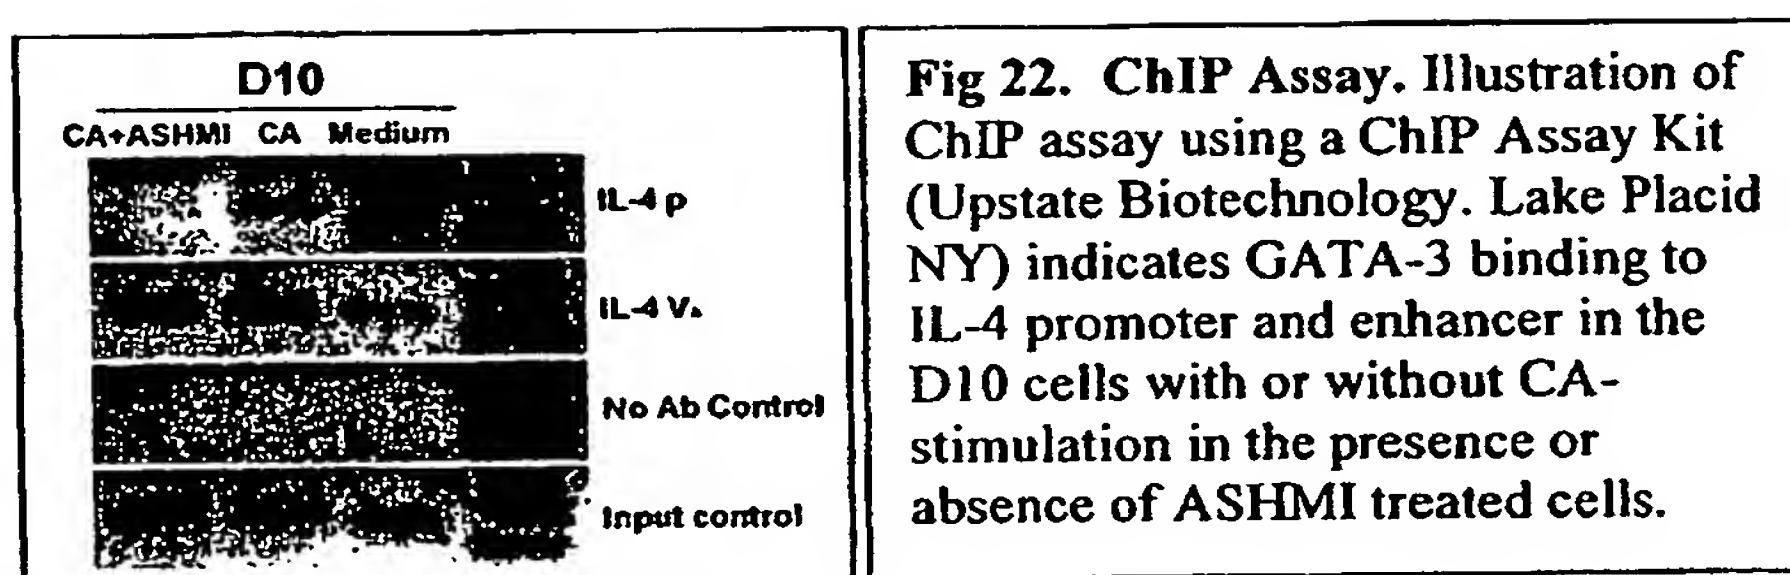 D10
CA+ASHMI CA Medium
IL-4 p
IL-4 Vₐ
No Ab Control
Input control
Fig 22. ChIP Assay. Illustration of
ChIP assay using a ChIP Assay Kit
(Upstate Biotechnology. Lake Placid
NY) indicates GATA-3 binding to
IL-4 promoter and enhancer in the
D10 cells with or without CA-
stimulation in the presence or
absence of ASHMI treated cells.